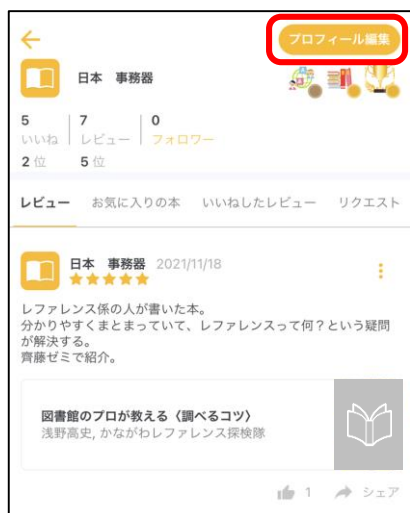 プロフィール編集
日本　事務器
5 7 0
いいね レビュー フォロワー
2 位 5 位
レビュー お気に入りの本 いいねしたレビュー リクエスト
日本　事務器 2021/11/18
★★★★★
レファレンス係の人が書いた本。
分かりやすくまとまっていて、レファレンスって何？という疑問
が解決する。
齊藤ゼミで紹介。
図書館のプロが教える〈調べるコツ〉
浅野高史, かながわレファレンス探検隊
1 シェア